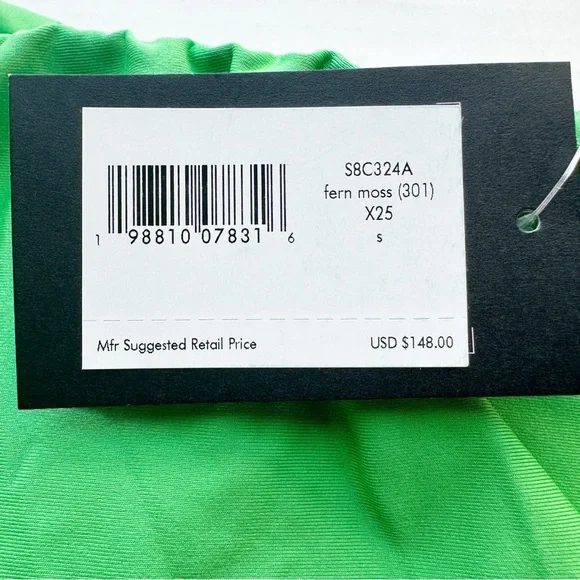 S8C324A
fern moss (301)
X25
s
1 98810 07831 6
Mfr Suggested Retail Price USD $148.00